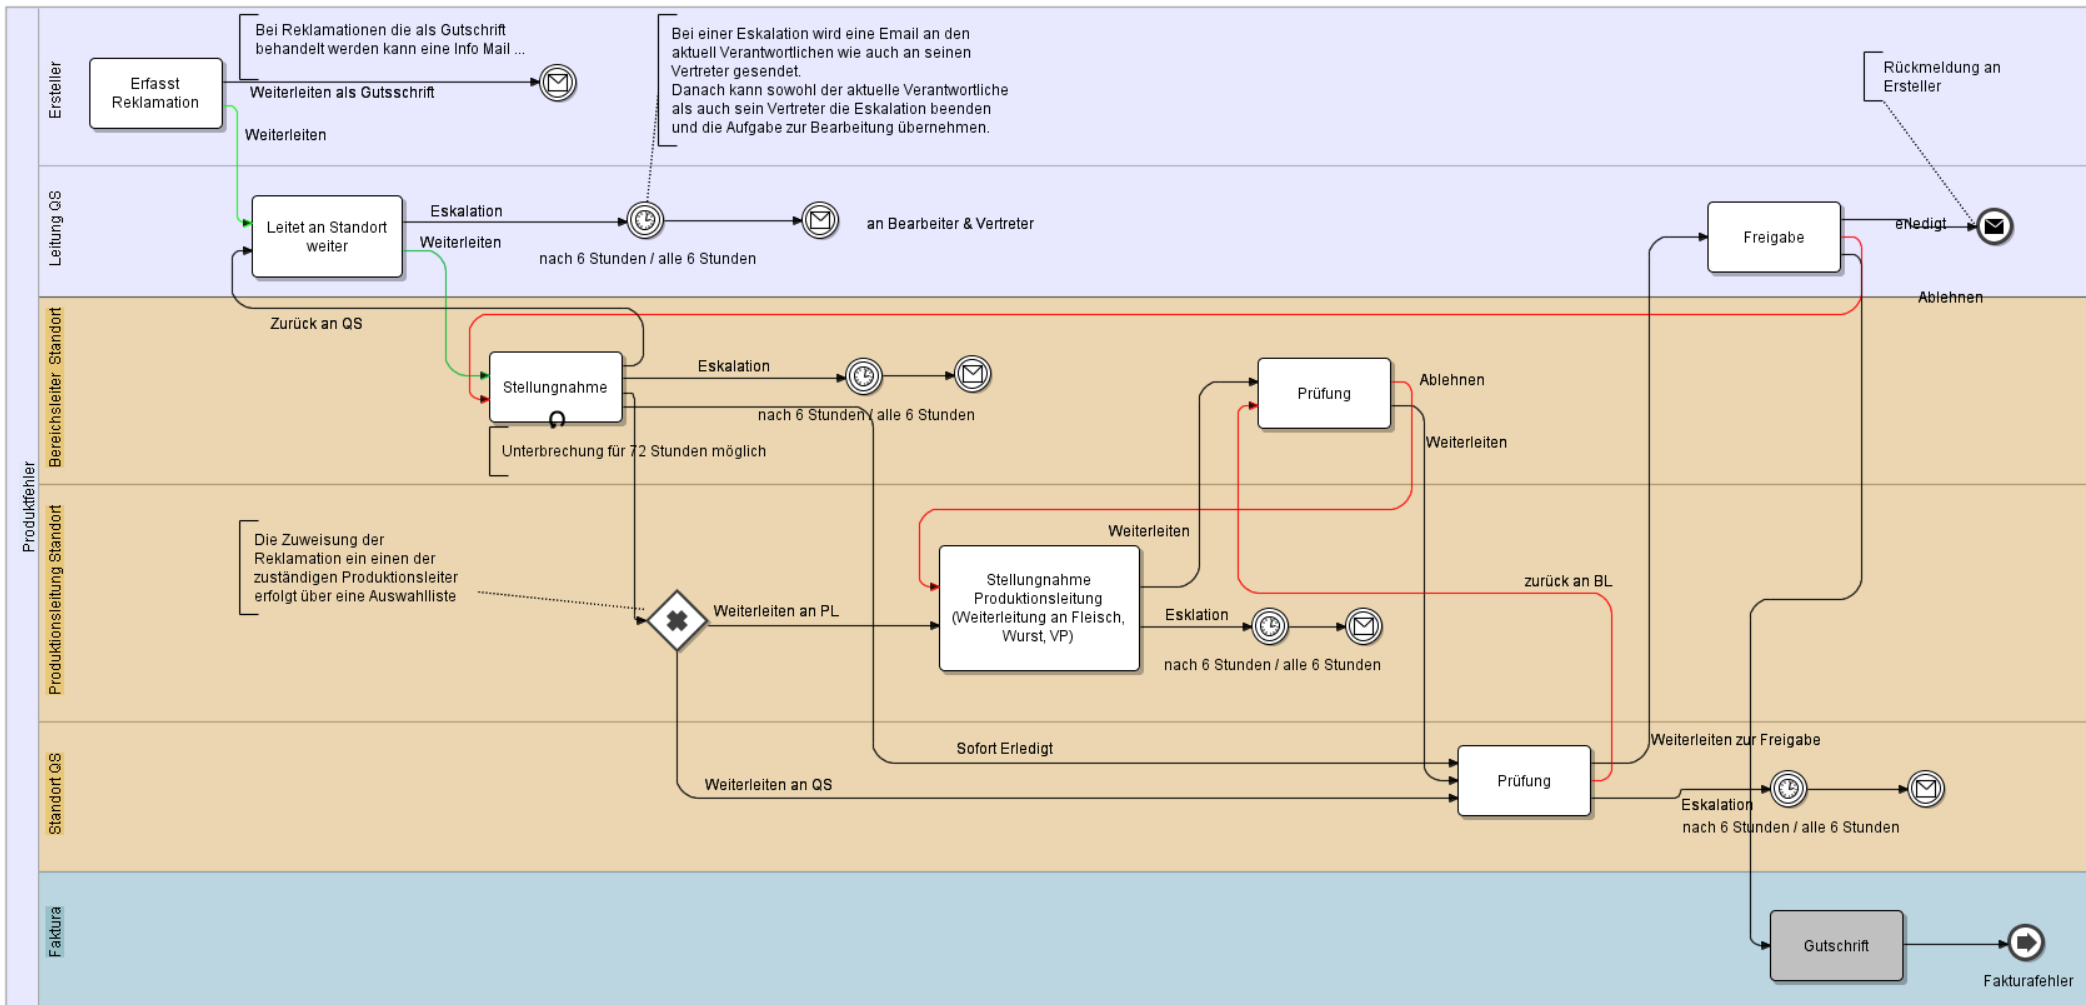 Produktfehler
Ersteller
Erfasst
Reklamation
Bei Reklamationen die als Gutschrift
behandelt werden kann eine Info Mail ...
Weiterleiten als Gutsschrift
Weiterleiten
Bei einer Eskalation wird eine Email an den
aktuell Verantwortlichen wie auch an seinen
Vertreter gesendet.
Danach kann sowohl der aktuelle Verantwortliche
als auch sein Vertreter die Eskalation beenden
und die Aufgabe zur Bearbeitung übernehmen.
Rückmeldung an
Ersteller
Leitung QS
Leitet an Standort
weiter
Eskalation
Weiterleiten
nach 6 Stunden / alle 6 Stunden
an Bearbeiter & Vertreter
Freigabe
erledigt
Ablehnen
Bereichsleiter Standort
Zurück an QS
Stellungnahme
Eskalation
nach 6 Stunden / alle 6 Stunden
Unterbrechung für 72 Stunden möglich
Prüfung
Ablehnen
Weiterleiten
Produktionsleitung Standort
Die Zuweisung der
Reklamation ein einen der
zuständigen Produktionsleiter
erfolgt über eine Auswahlliste
Weiterleiten an PL
Weiterleiten
Stellungnahme
Produktionsleitung
(Weiterleitung an Fleisch,
Wurst, VP)
Esklation
nach 6 Stunden / alle 6 Stunden
zurück an BL
Standort QS
Sofort Erledigt
Weiterleiten an QS
Prüfung
Weiterleiten zur Freigabe
Eskalation
nach 6 Stunden / alle 6 Stunden
Faktura
Gutschrift
Fakturafehler